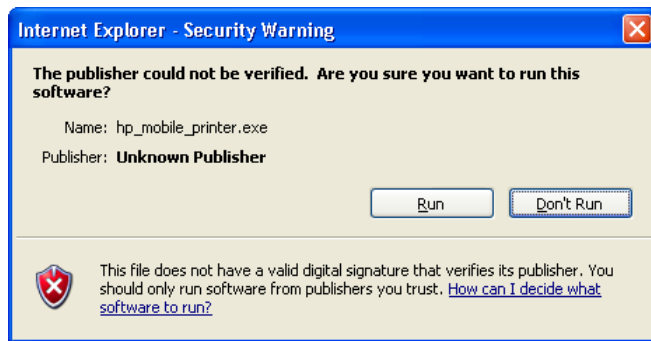 Internet Explorer - Security Warning
The publisher could not be verified.  Are you sure you want to run this
software?
Name: hp_mobile_printer.exe
Publisher: Unknown Publisher
Run
Don't Run
This file does not have a valid digital signature that verifies its publisher. You
should only run software from publishers you trust. How can I decide what
software to run?